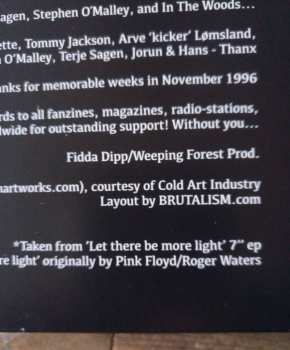 agen, Stephen O'Malley, and In The Woods...
ette, Tommy Jackson, Arve 'kicker' Lømsland,
O'Malley, Terje Sagen, Jorun & Hans - Thanx
nks for memorable weeks in November 1996
rds to all fanzines, magazines, radio-stations,
dwide for outstanding support! Without you...
Fidda Dipp/Weeping Forest Prod.
nartworks.com), courtesy of Cold Art Industry
Layout by BRUTALISM.com
*Taken from 'Let there be more light' 7" ep
re light' originally by Pink Floyd/Roger Waters